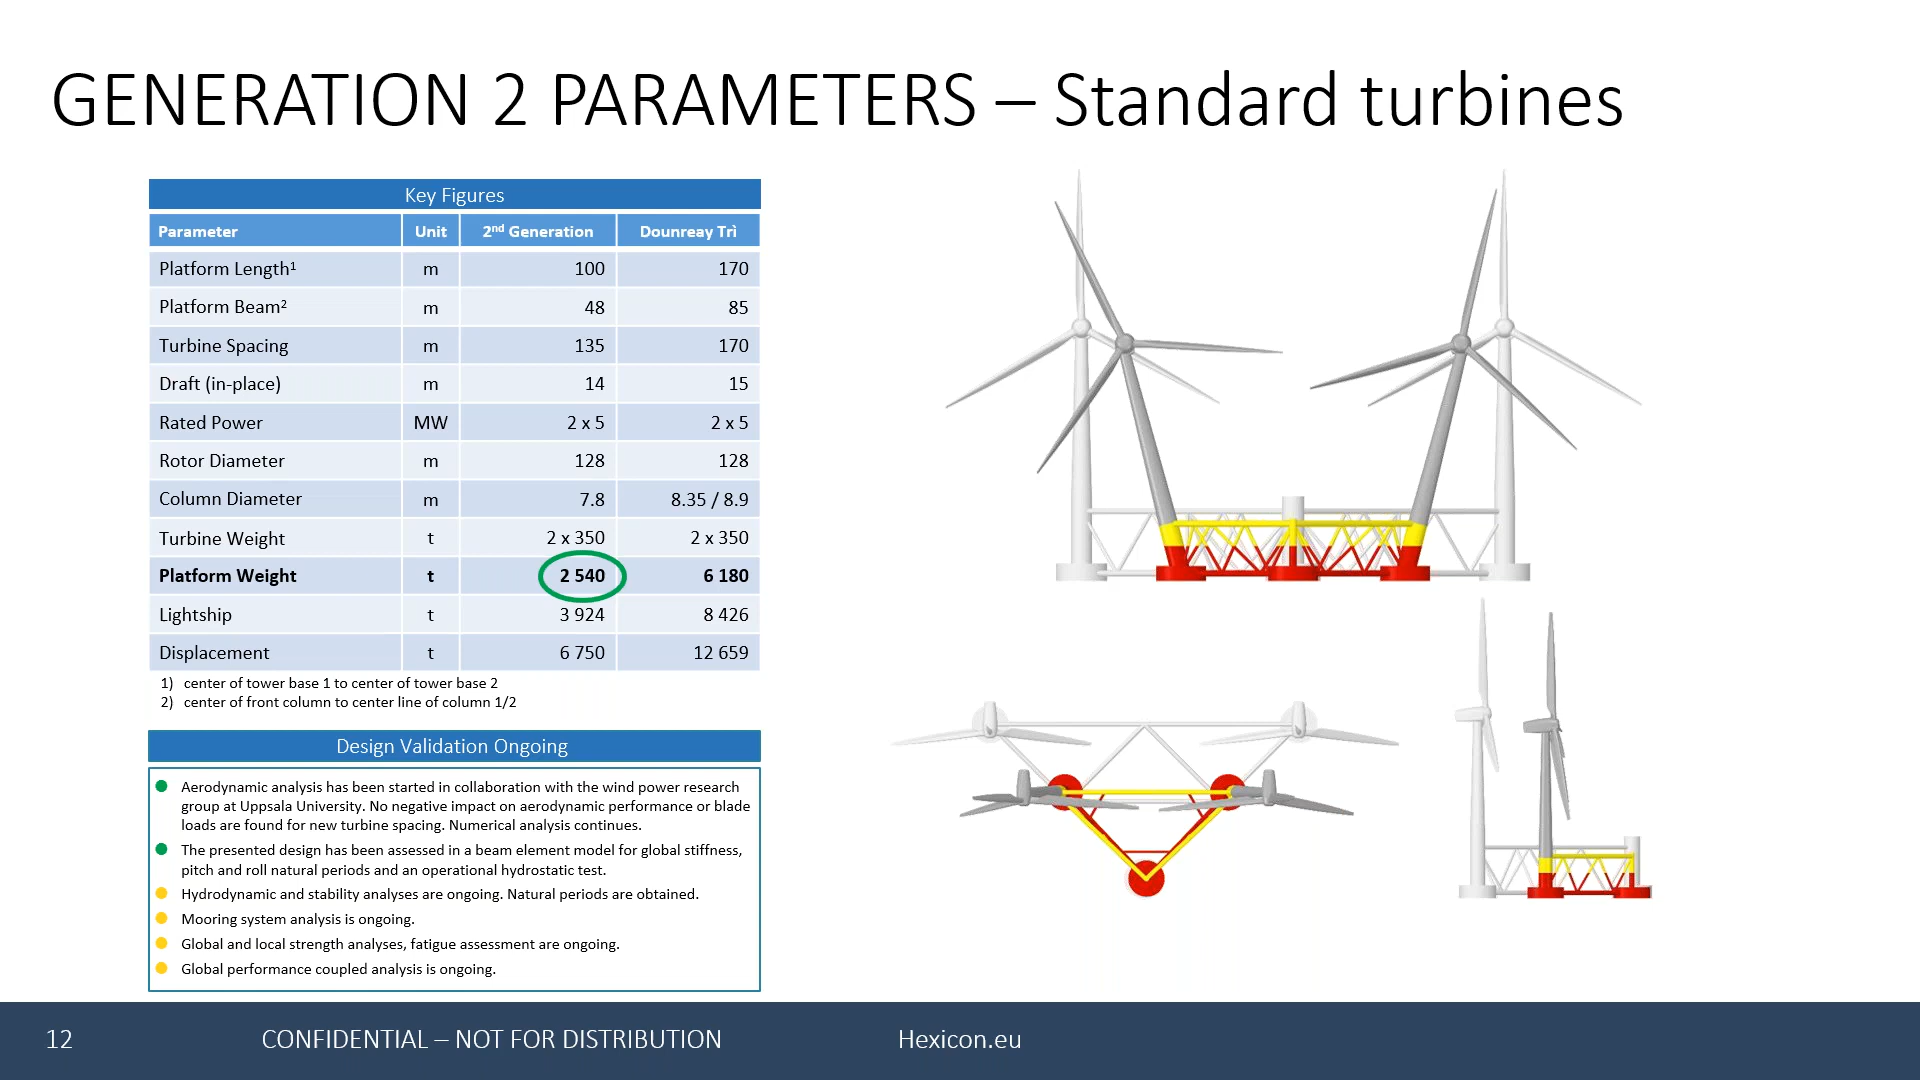 GENERATION 2 PARAMETERS – Standard turbines
Key Figures
Parameter Unit 2nd Generation Dounreay Trì
Platform Length¹ m 100 170
Platform Beam² m 48 85
Turbine Spacing m 135 170
Draft (in-place) m 14 15
Rated Power MW 2 x 5 2 x 5
Rotor Diameter m 128 128
Column Diameter m 7.8 8.35 / 8.9
Turbine Weight t 2 x 350 2 x 350
Platform Weight t 2 540 6 180
Lightship t 3 924 8 426
Displacement t 6 750 12 659
1) center of tower base 1 to center of tower base 2
2) center of front column to center line of column 1/2
Design Validation Ongoing
Aerodynamic analysis has been started in collaboration with the wind power research
group at Uppsala University. No negative impact on aerodynamic performance or blade
loads are found for new turbine spacing. Numerical analysis continues.
The presented design has been assessed in a beam element model for global stiffness,
pitch and roll natural periods and an operational hydrostatic test.
Hydrodynamic and stability analyses are ongoing. Natural periods are obtained.
Mooring system analysis is ongoing.
Global and local strength analyses, fatigue assessment are ongoing.
Global performance coupled analysis is ongoing.
12 CONFIDENTIAL – NOT FOR DISTRIBUTION Hexicon.eu